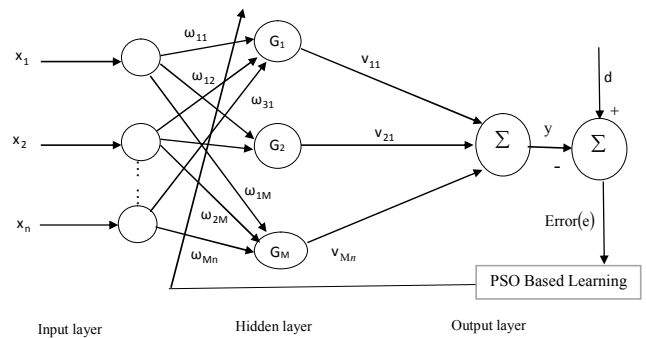 x1
x2
xn
ω11
ω12
ω31
ω1M
ω2M
ωMn
G1
G2
GM
v11
v21
vMn
Σ
y
-
d
+
Σ
Error(e)
PSO Based Learning
Input layer
Hidden layer
Output layer